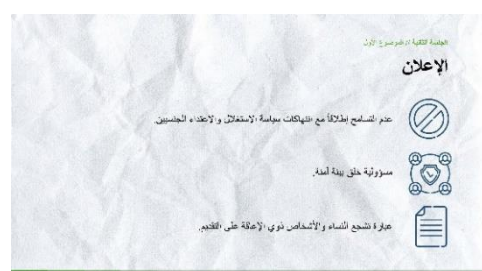 الجلسة التقنية الموضوع الأول
الإعلان
عدم التسامح إطلاقاً مع انتهاكات سياسة الاستغلال والاعتداء الجنسيين.
مسؤولية خلق بيئة آمنة.
عبارة تشجع النساء والأشخاص ذوي الإعاقة على التقديم.